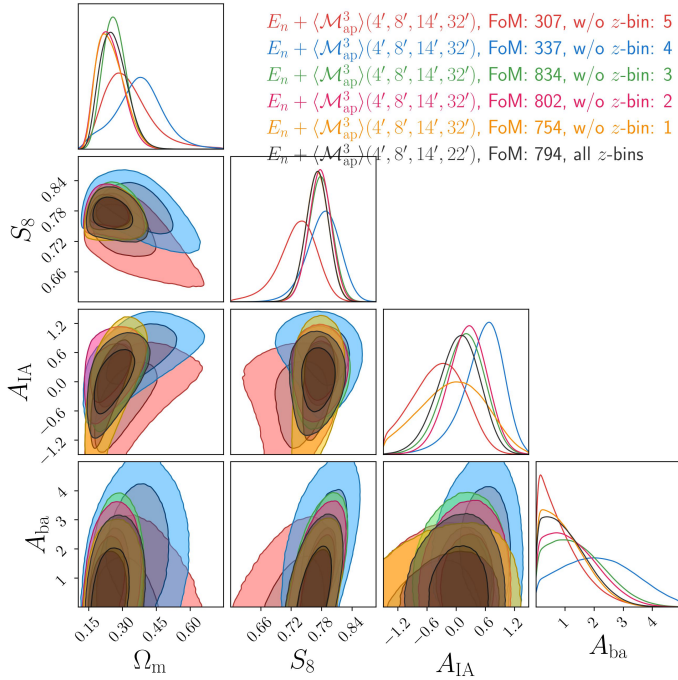 E_n + ⟨M_ap^3⟩(4′, 8′, 14′, 32′), FoM: 307, w/o z-bin: 5
E_n + ⟨M_ap^3⟩(4′, 8′, 14′, 32′), FoM: 337, w/o z-bin: 4
E_n + ⟨M_ap^3⟩(4′, 8′, 14′, 32′), FoM: 834, w/o z-bin: 3
E_n + ⟨M_ap^3⟩(4′, 8′, 14′, 32′), FoM: 802, w/o z-bin: 2
E_n + ⟨M_ap^3⟩(4′, 8′, 14′, 32′), FoM: 754, w/o z-bin: 1
E_n + ⟨M_ap^3⟩(4′, 8′, 14′, 22′), FoM: 794, all z-bins
S_8
0.84
0.78
0.72
0.66
A_IA
1.2
0.6
0.0
−0.6
−1.2
A_ba
4
3
2
1
0.15 0.30 0.45 0.60
0.66 0.72 0.78 0.84
−1.2 −0.6 0.0 0.6 1.2
1 2 3 4
Ω_m
S_8
A_IA
A_ba